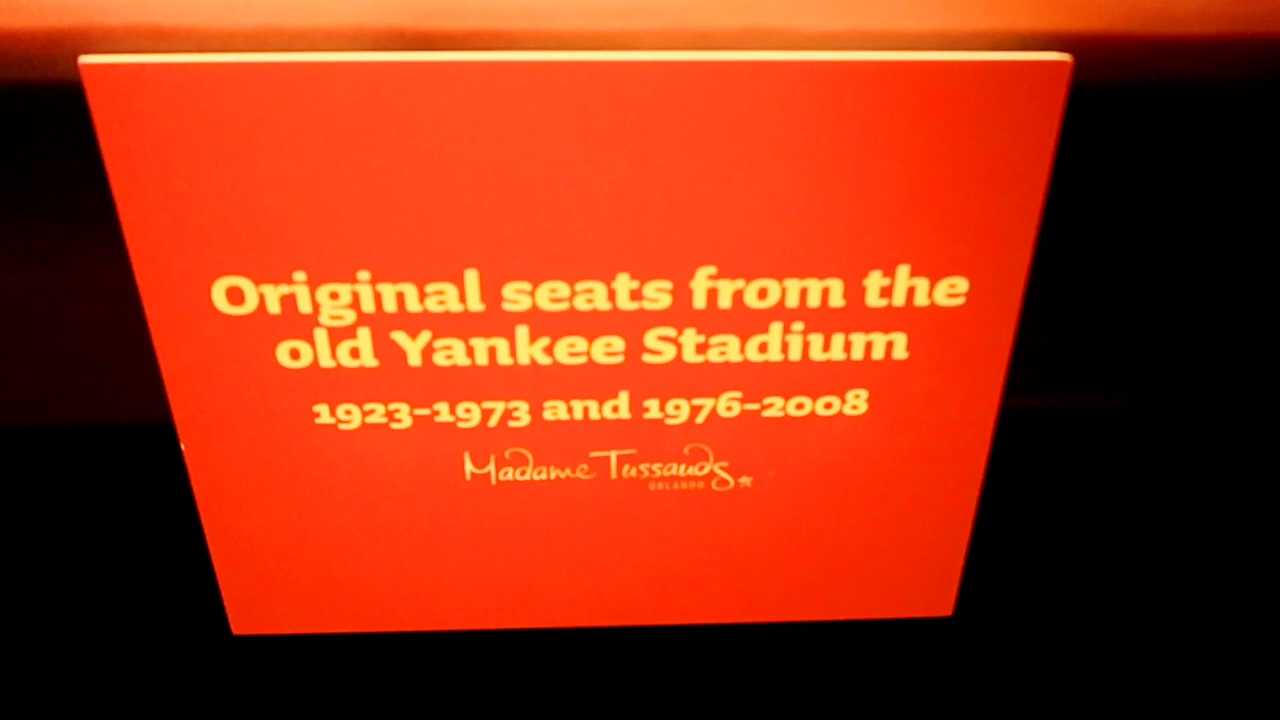 Original seats from the
old Yankee Stadium
1923-1973 and 1976-2008
Madame Tussauds
ORLANDO